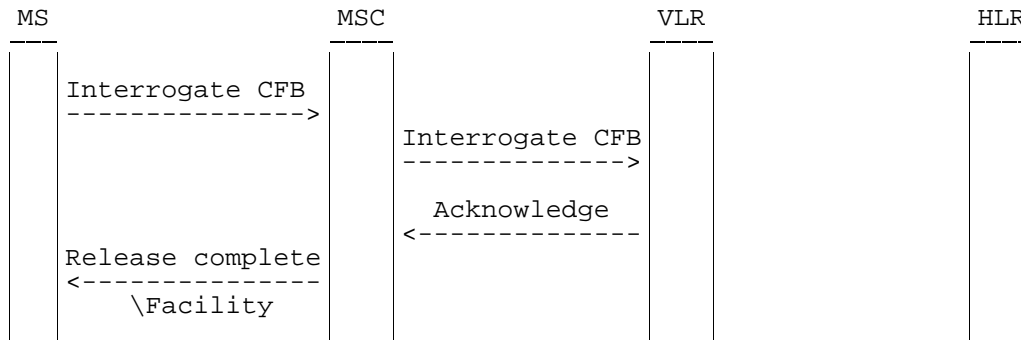 MS MSC VLR HLR
Interrogate CFB
--------------->
Interrogate CFB
-------------->
Acknowledge
<--------------
Release complete
<---------------
\Facility